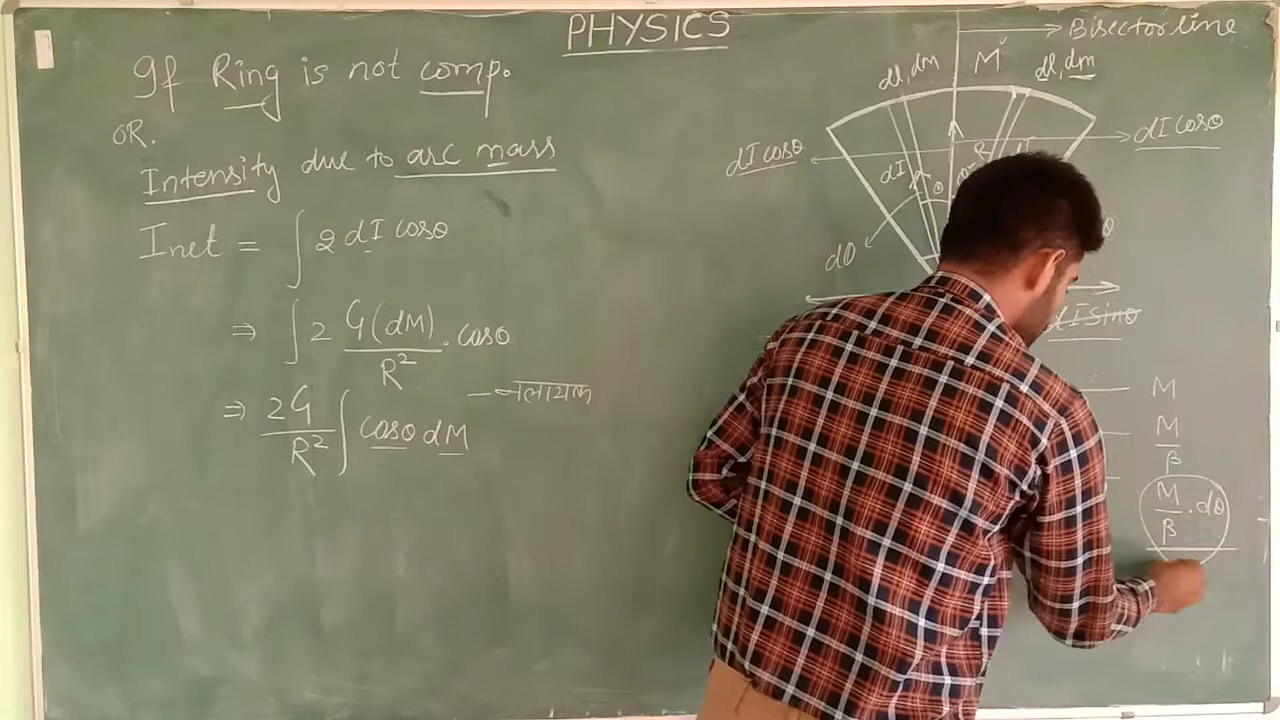 PHYSICS
If Ring is not comp.
OR.
Intensity due to arc mass
Inet = ∫ 2 dI cosθ
⇒ ∫ 2 G(dM)/R² . cosθ
⇒ 2G/R² ∫ cosθ dM
Bisector line
dl, dm M dl, dm
dI cosθ
dI cosθ
dI θ R
dθ
dI sinθ
M
M/β
M/β . dθ